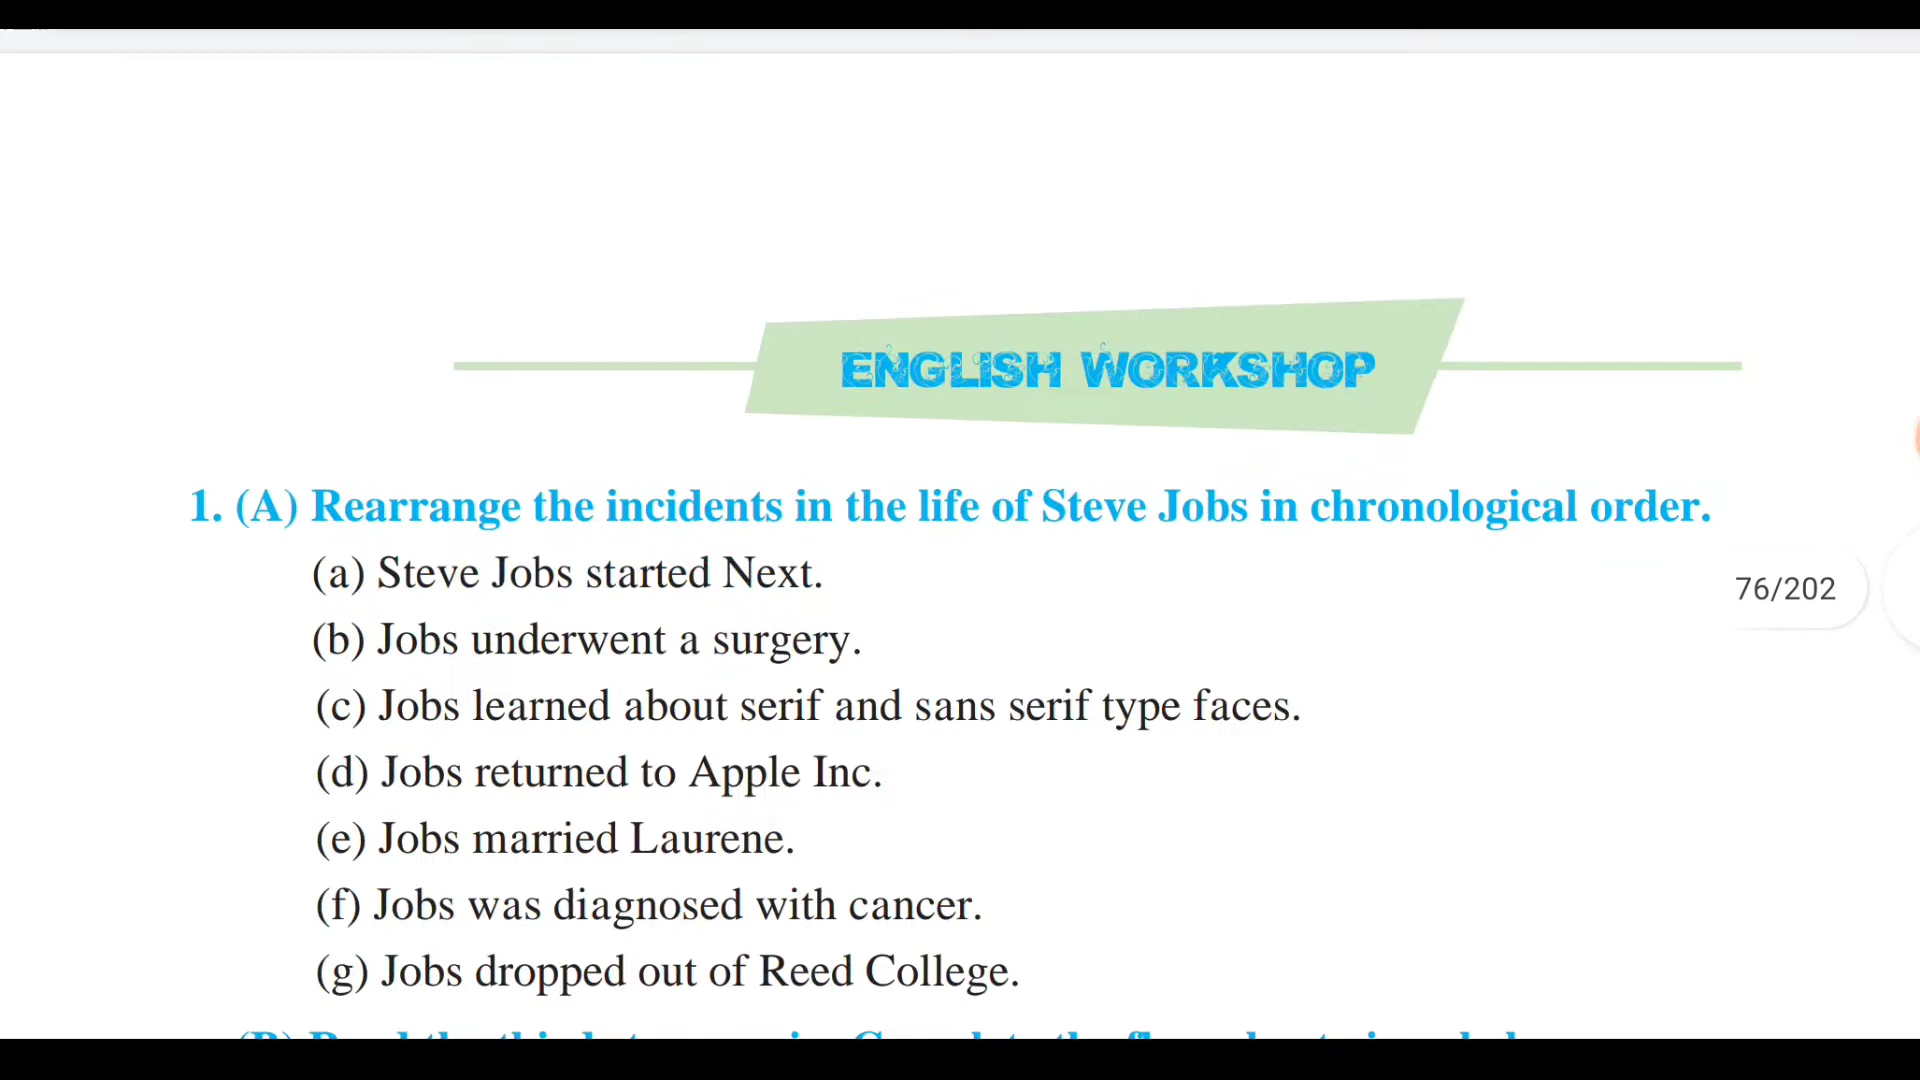 ENGLISH WORKSHOP
1. (A) Rearrange the incidents in the life of Steve Jobs in chronological order.
(a) Steve Jobs started Next.
76/202
(b) Jobs underwent a surgery.
(c) Jobs learned about serif and sans serif type faces.
(d) Jobs returned to Apple Inc.
(e) Jobs married Laurene.
(f) Jobs was diagnosed with cancer.
(g) Jobs dropped out of Reed College.